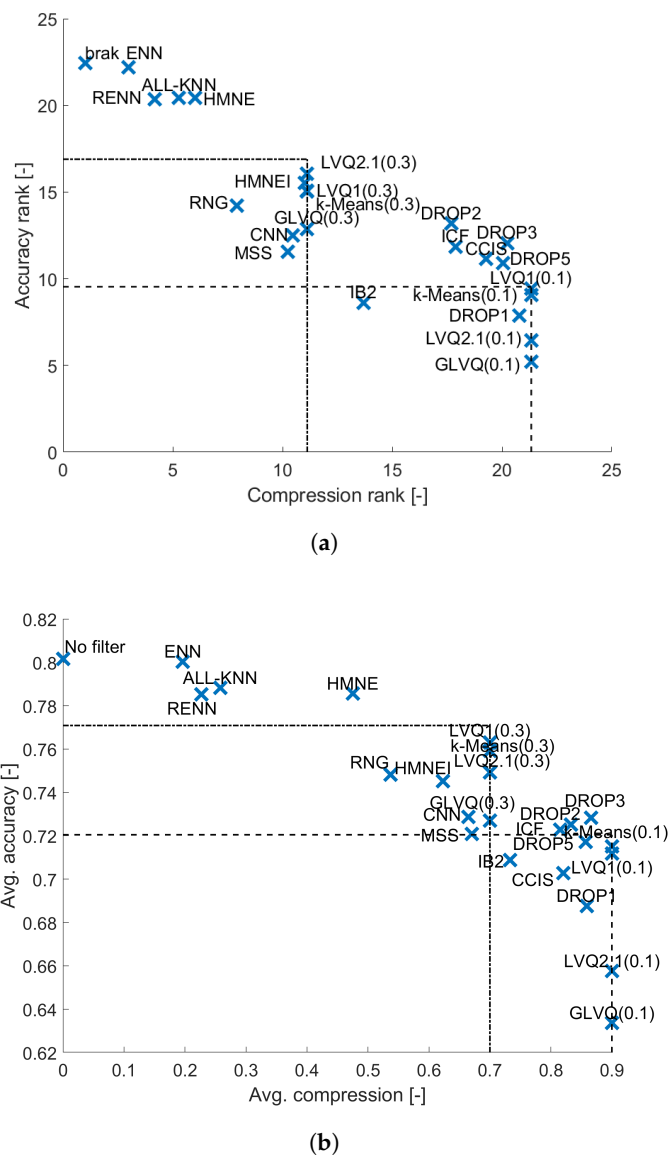 25
brak ENN
ALL-KNN
RENN
HMNE
20
LVQ2.1(0.3)
HMNEI
LVQ1(0.3)
k-Means(0.3)
15
RNG
GLVQ(0.3)
DROP2
CNN
ICF
DROP3
MSS
CCIS
DROP5
10
LVQ1(0.1)
IB2
k-Means(0.1)
DROP1
LVQ2.1(0.1)
5
GLVQ(0.1)
0
Accuracy rank [-]
0 5 10 15 20 25
Compression rank [-]
(a)
0.82
No filter
ENN
0.8
ALL-KNN
HMNE
RENN
0.78
LVQ1(0.3)
0.76
k-Means(0.3)
RNG
HMNEI
LVQ2.1(0.3)
0.74
GLVQ(0.3)
DROP2
DROP3
CNN
ICF
k-Means(0.1)
0.72
MSS
DROP5
IB2
LVQ1(0.1)
0.7
CCIS
DROP1
0.68
0.66
LVQ2.1(0.1)
0.64
GLVQ(0.1)
0.62
Avg. accuracy [-]
0 0.1 0.2 0.3 0.4 0.5 0.6 0.7 0.8 0.9
Avg. compression [-]
(b)